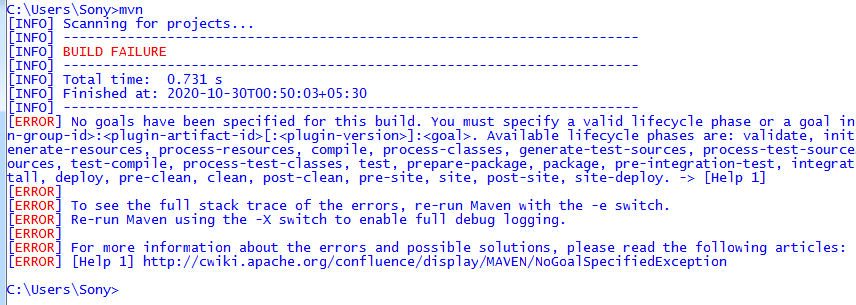 C:\Users\Sony>mvn
[INFO] Scanning for projects...
[INFO] ------------------------------------------------------------------------
[INFO] BUILD FAILURE
[INFO] ------------------------------------------------------------------------
[INFO] Total time:  0.731 s
[INFO] Finished at: 2020-10-30T00:50:03+05:30
[INFO] ------------------------------------------------------------------------
[ERROR] No goals have been specified for this build. You must specify a valid lifecycle phase or a goal in
n-group-id>:<plugin-artifact-id>[:<plugin-version>]:<goal>. Available lifecycle phases are: validate, init
enerate-resources, process-resources, compile, process-classes, generate-test-sources, process-test-source
ources, test-compile, process-test-classes, test, prepare-package, package, pre-integration-test, integrat
tall, deploy, pre-clean, clean, post-clean, pre-site, site, post-site, site-deploy. -> [Help 1]
[ERROR]
[ERROR] To see the full stack trace of the errors, re-run Maven with the -e switch.
[ERROR] Re-run Maven using the -X switch to enable full debug logging.
[ERROR]
[ERROR] For more information about the errors and possible solutions, please read the following articles:
[ERROR] [Help 1] http://cwiki.apache.org/confluence/display/MAVEN/NoGoalSpecifiedException
C:\Users\Sony>